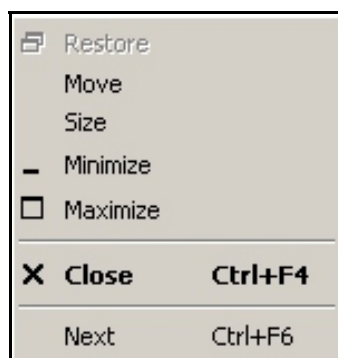 Restore
Move
Size
Minimize
Maximize
Close Ctrl+F4
Next Ctrl+F6